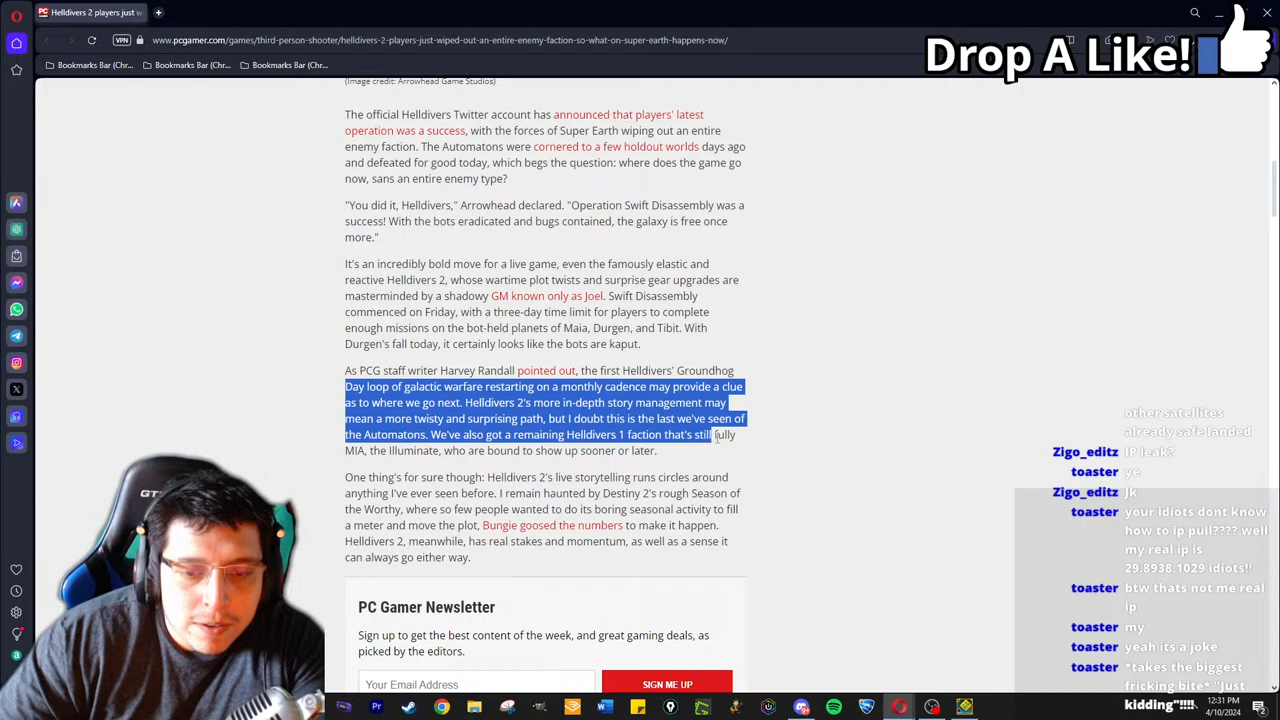 Helldivers 2 players just w
Drop A Like!
VPN
www.pcgamer.com/games/third-person-shooter/helldivers-2-players-just-wiped-out-an-entire-enemy-faction-so-what-on-super-earth-happens-now/
Bookmarks Bar (Chr...
Bookmarks Bar (Chr...
Bookmarks Bar (Chr...
(Image credit: Arrowhead Game Studios)
The official Helldivers Twitter account has announced that players' latest
operation was a success, with the forces of Super Earth wiping out an entire
enemy faction. The Automatons were cornered to a few holdout worlds days ago
and defeated for good today, which begs the question: where does the game go
now, sans an entire enemy type?
"You did it, Helldivers," Arrowhead declared. "Operation Swift Disassembly was a
success! With the bots eradicated and bugs contained, the galaxy is free once
more."
It's an incredibly bold move for a live game, even the famously elastic and
reactive Helldivers 2, whose wartime plot twists and surprise gear upgrades are
masterminded by a shadowy GM known only as Joel. Swift Disassembly
commenced on Friday, with a three-day time limit for players to complete
enough missions on the bot-held planets of Maia, Durgen, and Tibit. With
Durgen's fall today, it certainly looks like the bots are kaput.
As PCG staff writer Harvey Randall pointed out, the first Helldivers' Groundhog
Day loop of galactic warfare restarting on a monthly cadence may provide a clue
as to where we go next. Helldivers 2's more in-depth story management may
mean a more twisty and surprising path, but I doubt this is the last we've seen of
the Automatons. We've also got a remaining Helldivers 1 faction that's still fully
MIA, the Illuminate, who are bound to show up sooner or later.
One thing's for sure though: Helldivers 2's live storytelling runs circles around
anything I've ever seen before. I remain haunted by Destiny 2's rough Season of
the Worthy, where so few people wanted to do its boring seasonal activity to fill
a meter and move the plot, Bungie goosed the numbers to make it happen.
Helldivers 2, meanwhile, has real stakes and momentum, as well as a sense it
can always go either way.
PC Gamer Newsletter
Sign up to get the best content of the week, and great gaming deals, as
picked by the editors.
Your Email Address
SIGN ME UP
other satellites
already safe landed
Zigo_editz IP leak?
toaster ye
Zigo_editz Jk
toaster your idiots dont know
how to ip pull???? well
my real ip is
29.8938.1029 idiots!!
toaster btw thats not me real
ip
toaster my
toaster yeah its a joke
toaster *takes the biggest
fricking bite* "Just
kidding"!!!!
GT
12:31 PM
4/10/2024
2